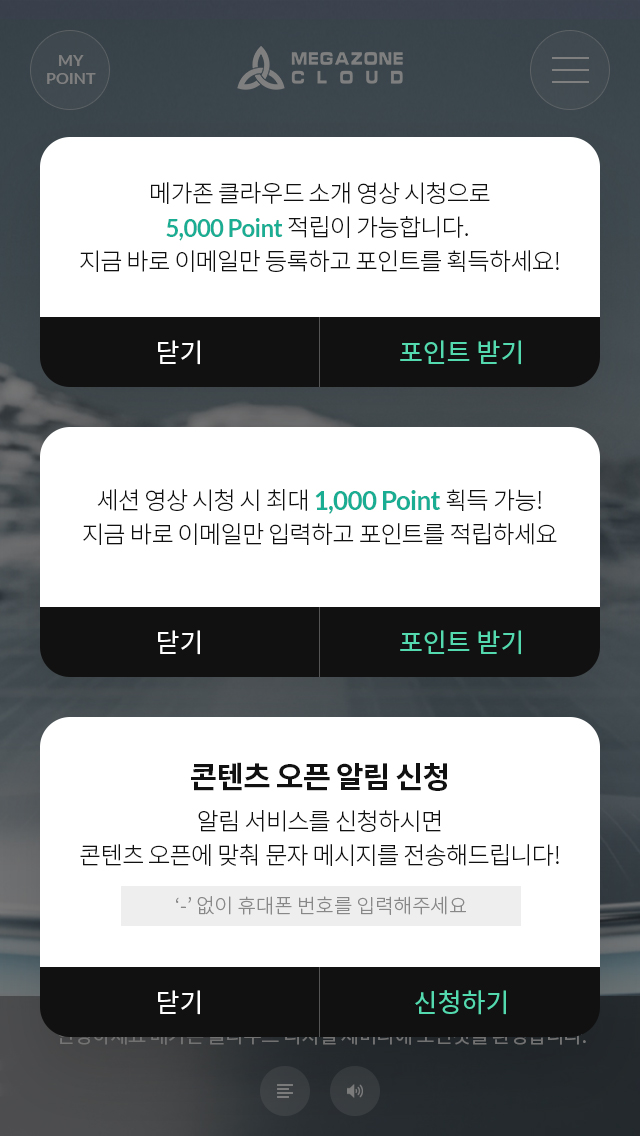 MY
POINT
MEGAZONE
CLOUD
메가존 클라우드 소개 영상 시청으로
5,000 Point 적립이 가능합니다.
지금 바로 이메일만 등록하고 포인트를 획득하세요!
닫기
포인트 받기
세션 영상 시청 시 최대 1,000 Point 획득 가능!
지금 바로 이메일만 입력하고 포인트를 적립하세요
닫기
포인트 받기
콘텐츠 오픈 알림 신청
알림 서비스를 신청하시면
콘텐츠 오픈에 맞춰 문자 메시지를 전송해드립니다!
‘-’ 없이 휴대폰 번호를 입력해주세요
닫기
신청하기